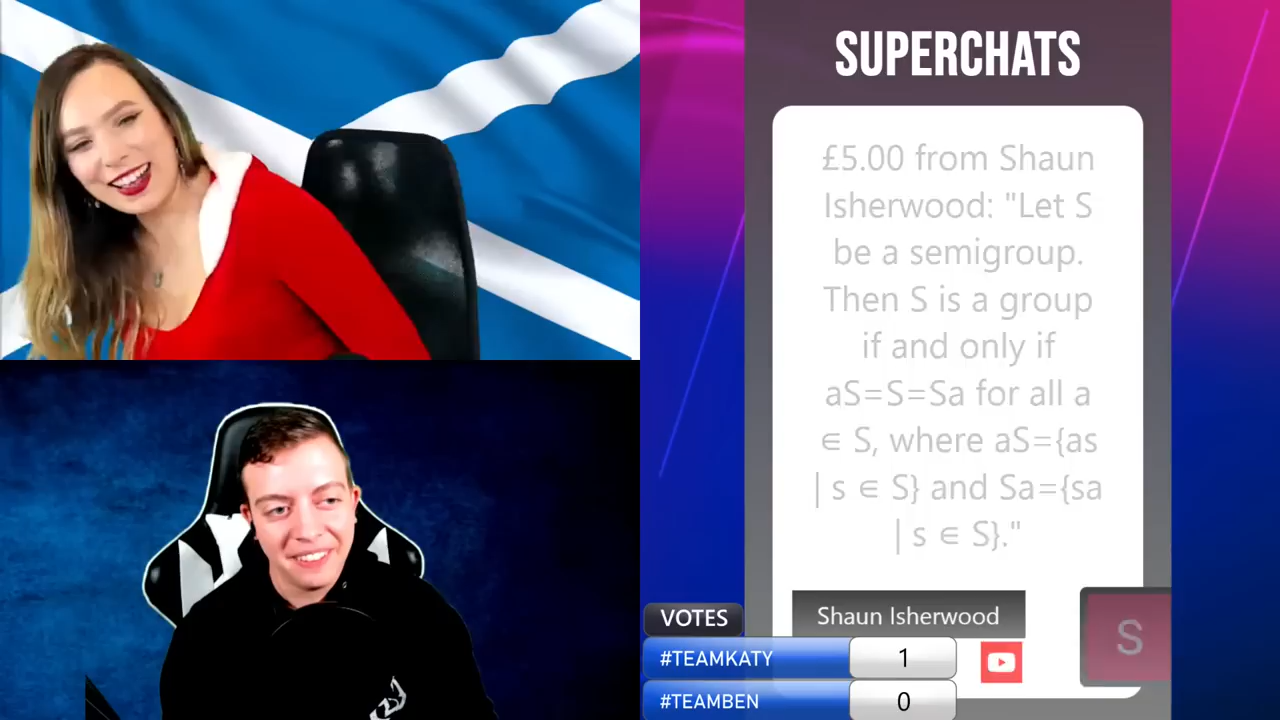 SUPERCHATS
£5.00 from Shaun
Isherwood: "Let S
be a semigroup.
Then S is a group
if and only if
aS=S=Sa for all a
∈ S, where aS={as
| s ∈ S} and Sa={sa
| s ∈ S}."
Shaun Isherwood
S
VOTES
#TEAMKATY 1
#TEAMBEN 0